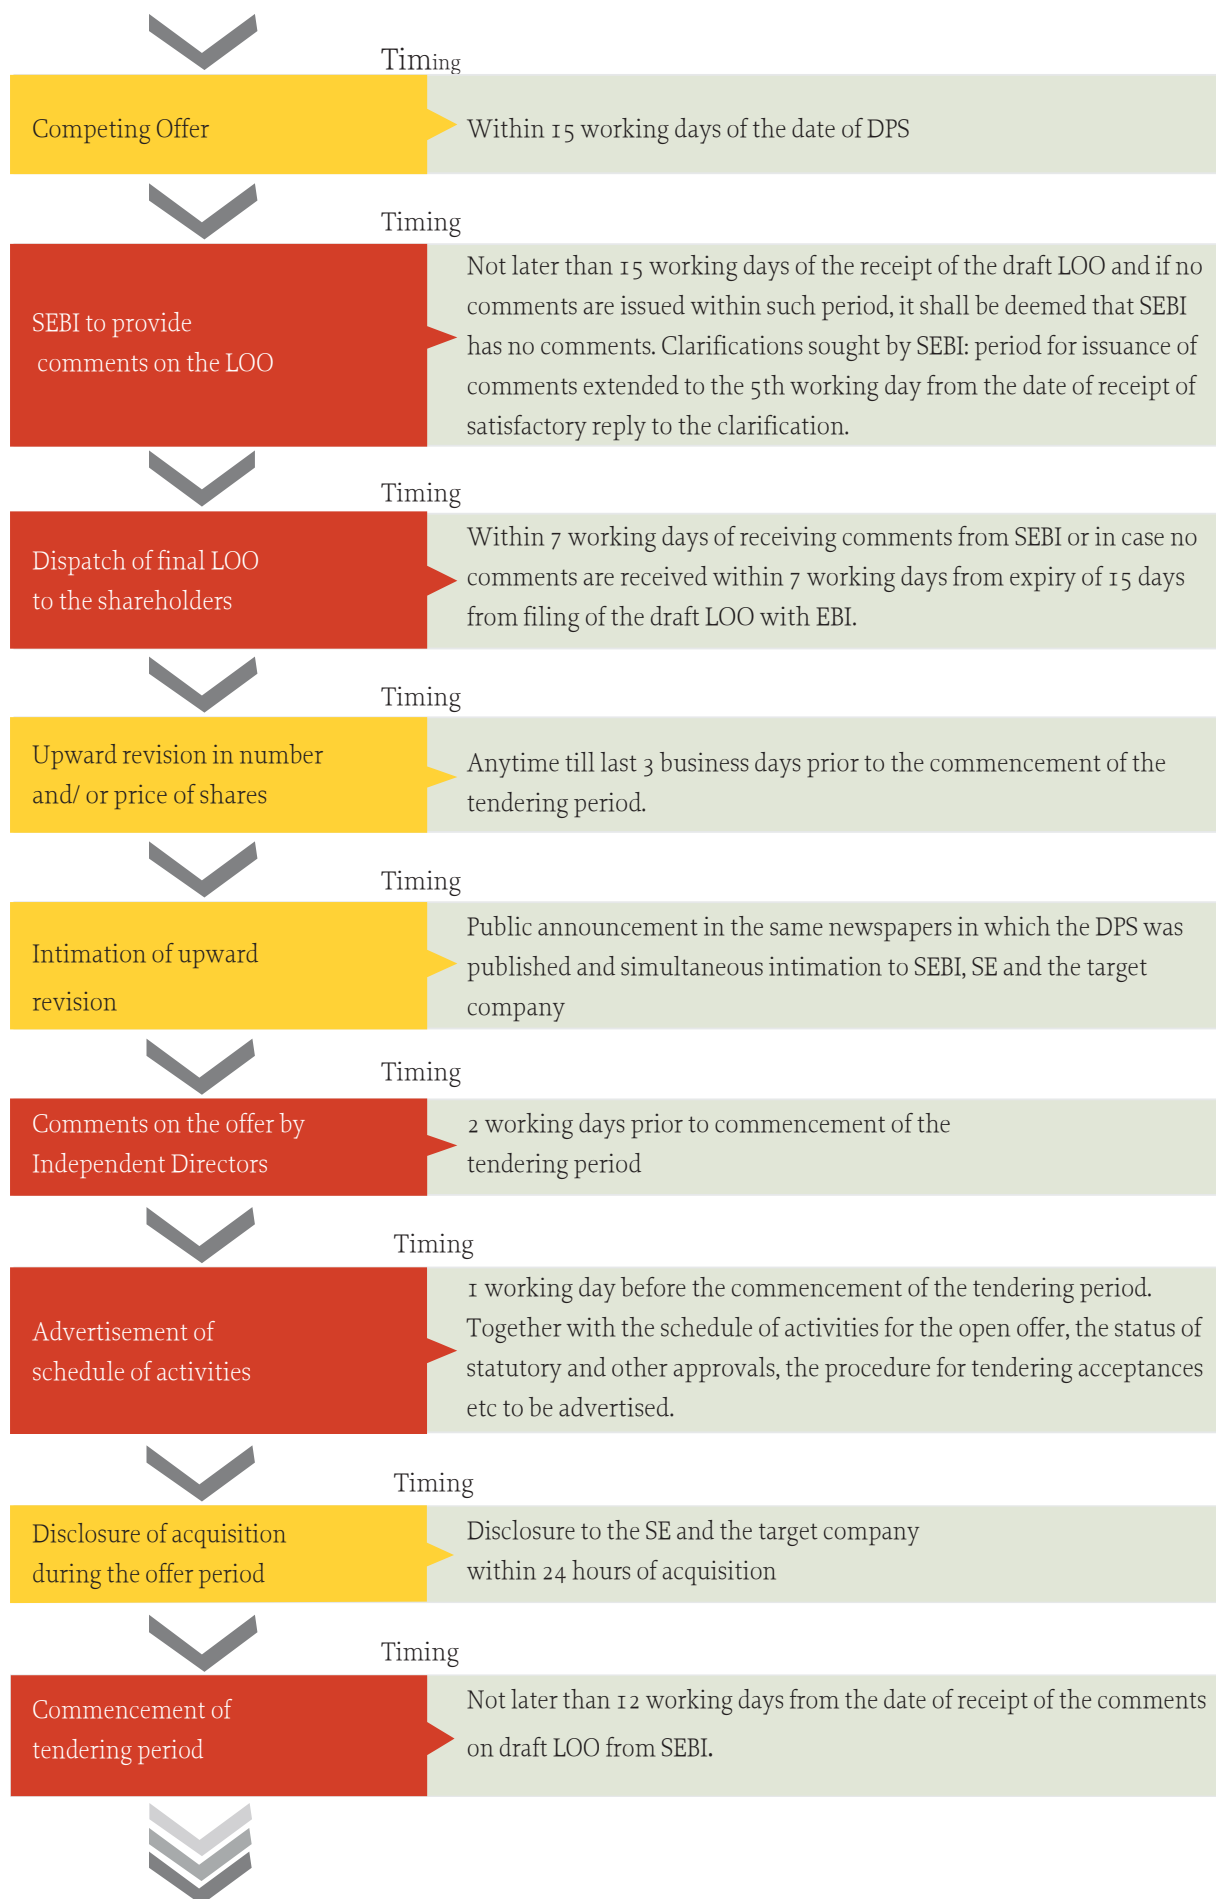 Timing
Competing Offer
Within 15 working days of the date of DPS
Timing
SEBI to provide
comments on the LOO
Not later than 15 working days of the receipt of the draft LOO and if no
comments are issued within such period, it shall be deemed that SEBI
has no comments. Clarifications sought by SEBI: period for issuance of
comments extended to the 5th working day from the date of receipt of
satisfactory reply to the clarification.
Timing
Dispatch of final LOO
to the shareholders
Within 7 working days of receiving comments from SEBI or in case no
comments are received within 7 working days from expiry of 15 days
from filing of the draft LOO with EBI.
Timing
Upward revision in number
and/ or price of shares
Anytime till last 3 business days prior to the commencement of the
tendering period.
Timing
Intimation of upward
revision
Public announcement in the same newspapers in which the DPS was
published and simultaneous intimation to SEBI, SE and the target
company
Timing
Comments on the offer by
Independent Directors
2 working days prior to commencement of the
tendering period
Timing
Advertisement of
schedule of activities
1 working day before the commencement of the tendering period.
Together with the schedule of activities for the open offer, the status of
statutory and other approvals, the procedure for tendering acceptances
etc to be advertised.
Timing
Disclosure of acquisition
during the offer period
Disclosure to the SE and the target company
within 24 hours of acquisition
Timing
Commencement of
tendering period
Not later than 12 working days from the date of receipt of the comments
on draft LOO from SEBI.